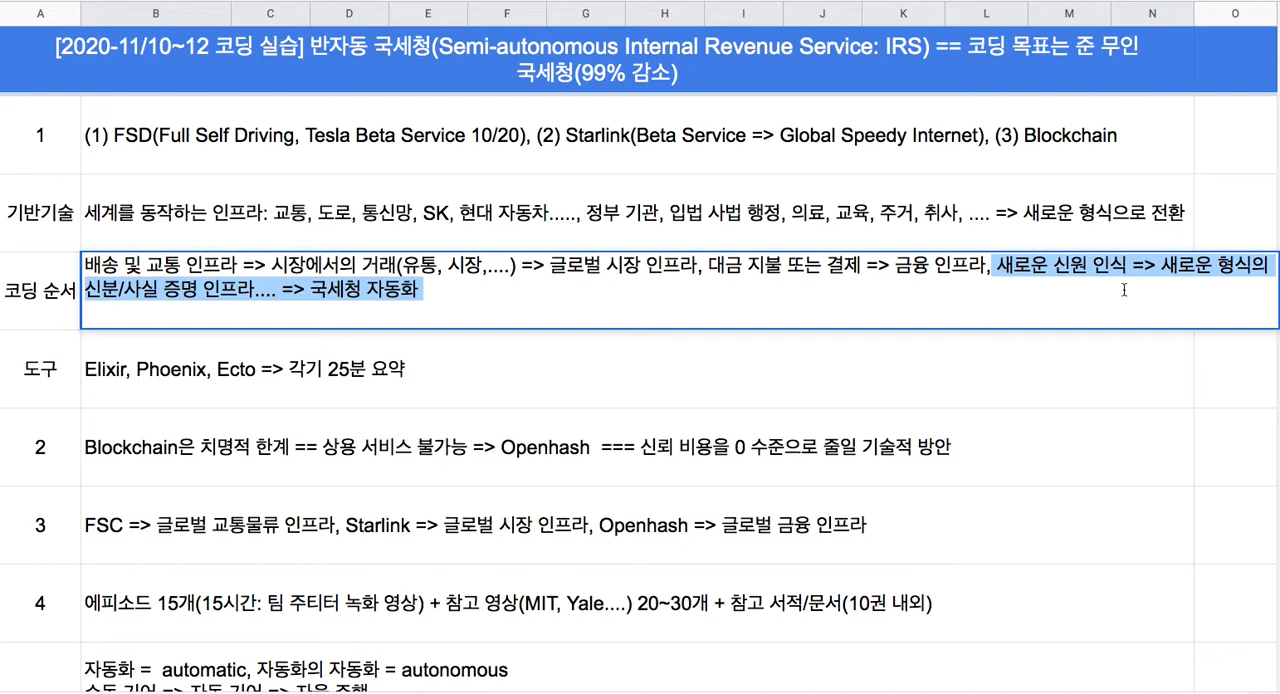 A B C D E F G H I J K L M N O
[2020-11/10~12 코딩 실습] 반자동 국세청(Semi-autonomous Internal Revenue Service: IRS) == 코딩 목표는 준 무인
국세청(99% 감소)
1 (1) FSD(Full Self Driving, Tesla Beta Service 10/20), (2) Starlink(Beta Service => Global Speedy Internet), (3) Blockchain
기반기술 세계를 동작하는 인프라: 교통, 도로, 통신망, SK, 현대 자동차....., 정부 기관, 입법 사법 행정, 의료, 교육, 주거, 취사, .... => 새로운 형식으로 전환
배송 및 교통 인프라 => 시장에서의 거래(유통, 시장,....) => 글로벌 시장 인프라, 대금 지불 또는 결제 => 금융 인프라, 새로운 신원 인식 => 새로운 형식의
코딩 순서 신분/사실 증명 인프라.... => 국세청 자동화
도구 Elixir, Phoenix, Ecto => 각기 25분 요약
2 Blockchain은 치명적 한계 == 상용 서비스 불가능 => Openhash === 신뢰 비용을 0 수준으로 줄일 기술적 방안
3 FSC => 글로벌 교통물류 인프라, Starlink => 글로벌 시장 인프라, Openhash => 글로벌 금융 인프라
4 에피소드 15개(15시간: 팀 주티터 녹화 영상) + 참고 영상(MIT, Yale....) 20~30개 + 참고 서적/문서(10권 내외)
자동화 = automatic, 자동화의 자동화 = autonomous
수동 기어 => 자동 기어 => 자율 주행